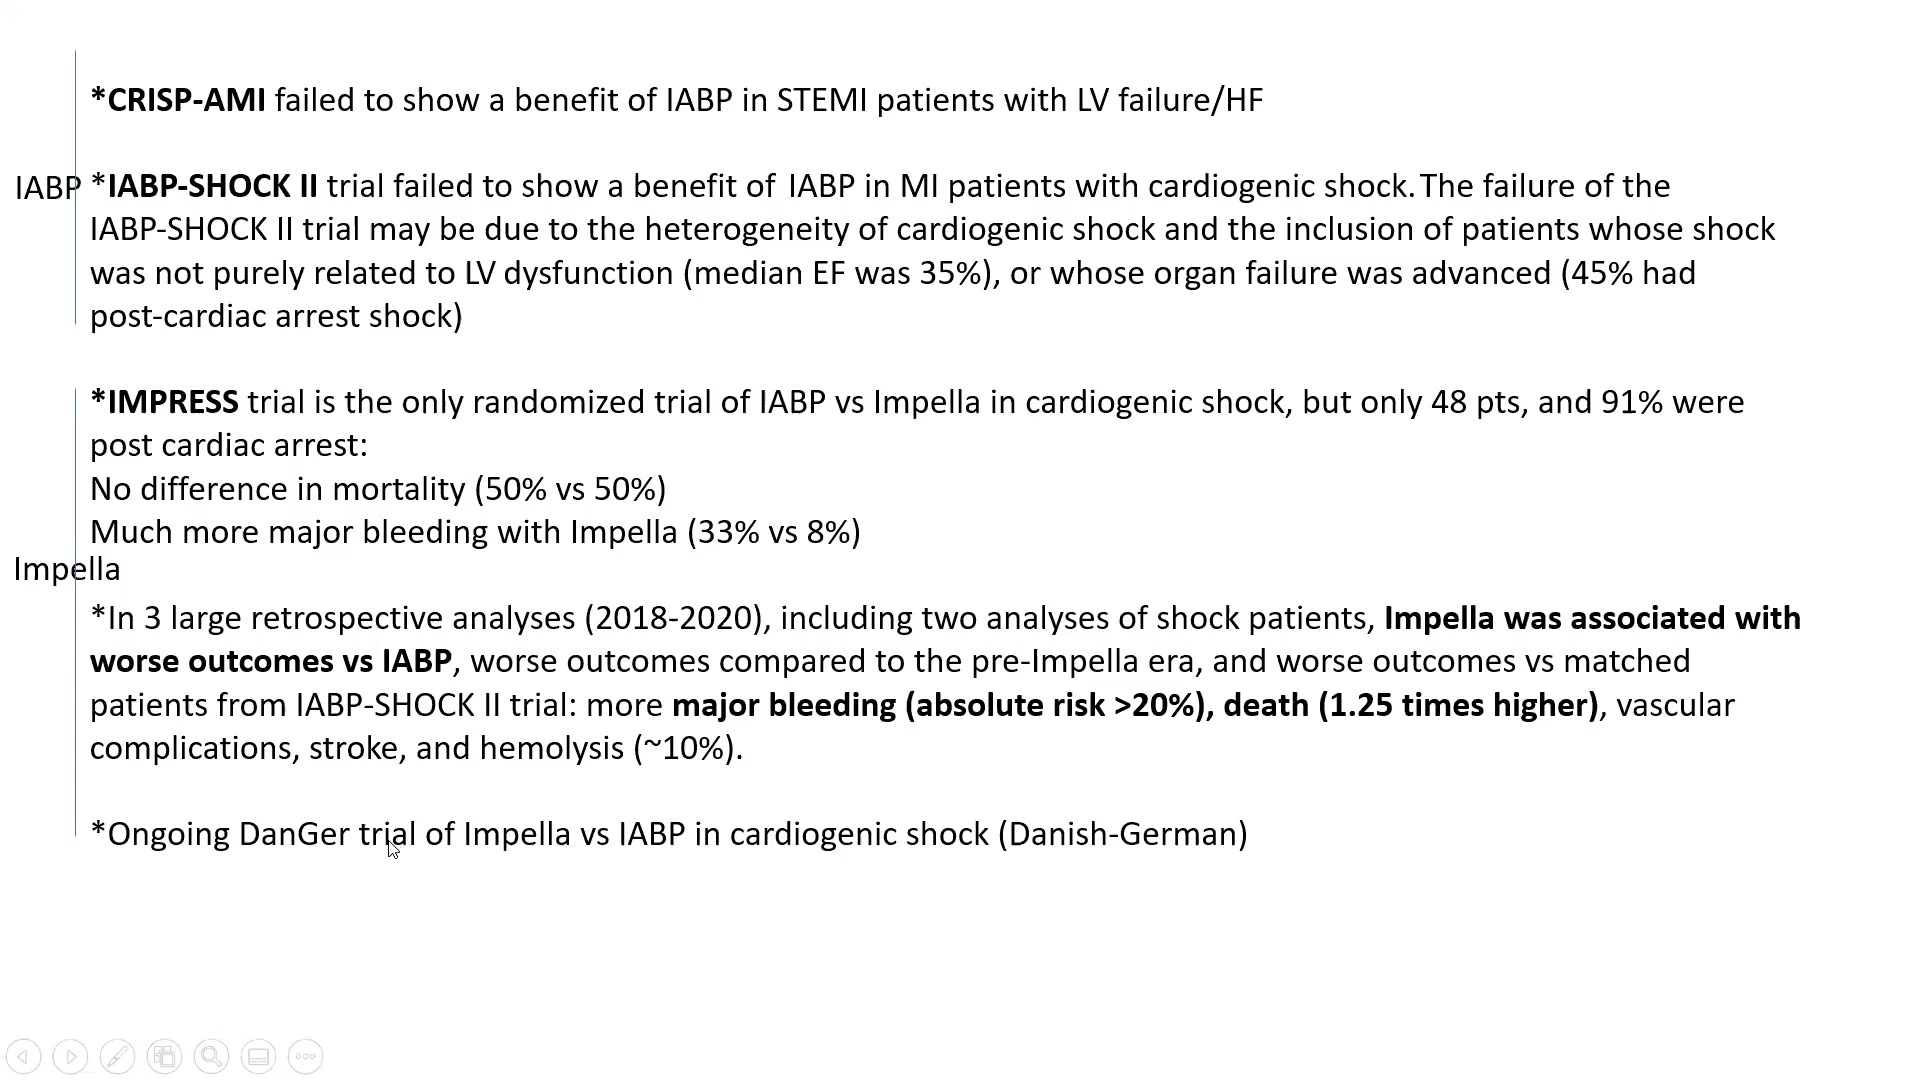 *CRISP-AMI failed to show a benefit of IABP in STEMI patients with LV failure/HF
IABP
*IABP-SHOCK II trial failed to show a benefit of IABP in MI patients with cardiogenic shock. The failure of the
IABP-SHOCK II trial may be due to the heterogeneity of cardiogenic shock and the inclusion of patients whose shock
was not purely related to LV dysfunction (median EF was 35%), or whose organ failure was advanced (45% had
post-cardiac arrest shock)
*IMPRESS trial is the only randomized trial of IABP vs Impella in cardiogenic shock, but only 48 pts, and 91% were
post cardiac arrest:
No difference in mortality (50% vs 50%)
Much more major bleeding with Impella (33% vs 8%)
Impella
*In 3 large retrospective analyses (2018-2020), including two analyses of shock patients, Impella was associated with
worse outcomes vs IABP, worse outcomes compared to the pre-Impella era, and worse outcomes vs matched
patients from IABP-SHOCK II trial: more major bleeding (absolute risk >20%), death (1.25 times higher), vascular
complications, stroke, and hemolysis (~10%).
*Ongoing DanGer trial of Impella vs IABP in cardiogenic shock (Danish-German)